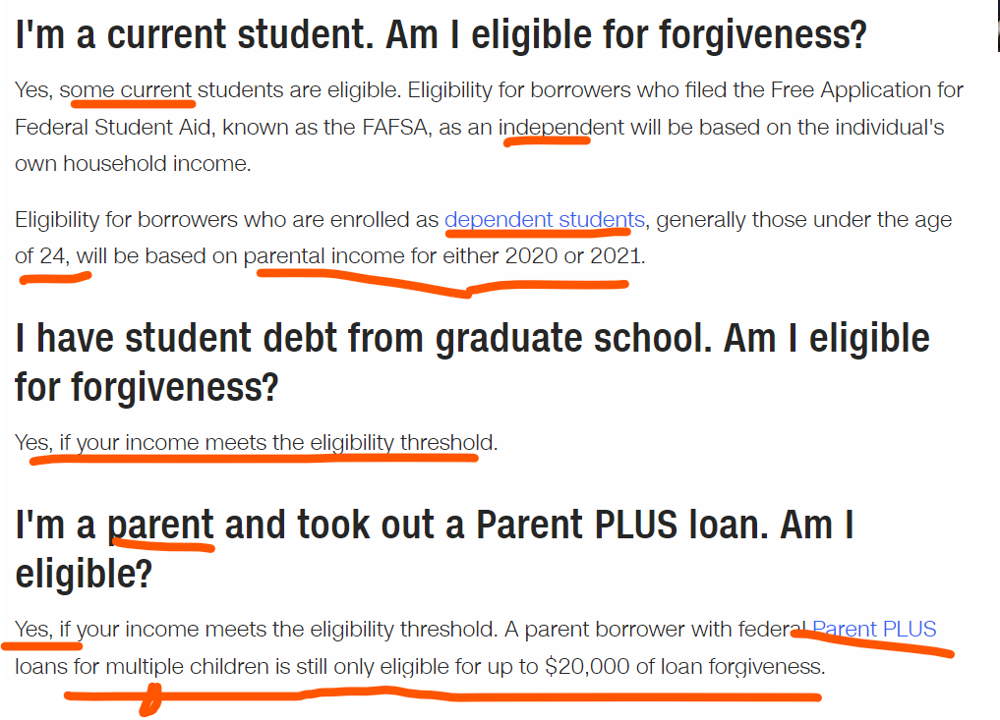 I'm a current student. Am I eligible for forgiveness?
Yes, some current students are eligible. Eligibility for borrowers who filed the Free Application for
Federal Student Aid, known as the FAFSA, as an independent will be based on the individual's
own household income.
Eligibility for borrowers who are enrolled as dependent students, generally those under the age
of 24, will be based on parental income for either 2020 or 2021.
I have student debt from graduate school. Am I eligible
for forgiveness?
Yes, if your income meets the eligibility threshold.
I'm a parent and took out a Parent PLUS loan. Am I
eligible?
Yes, if your income meets the eligibility threshold. A parent borrower with federal Parent PLUS
loans for multiple children is still only eligible for up to $20,000 of loan forgiveness.